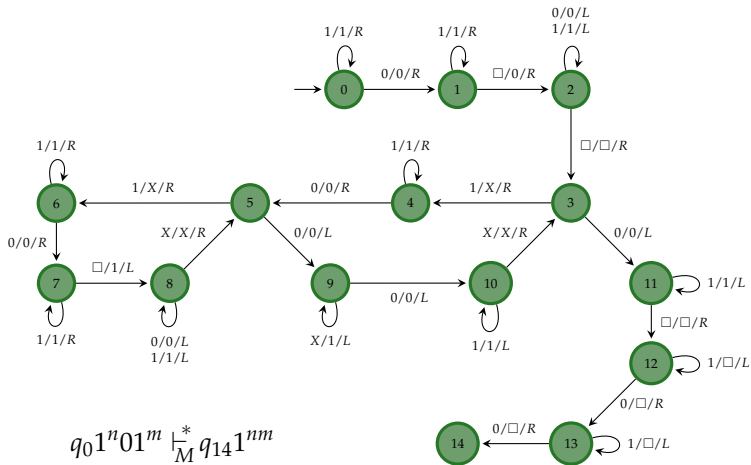 1/1/R
1/1/R
0/0/L
1/1/L
0
0/0/R
1
□/0/R
2
□/□/R
1/1/R
1/1/R
6
1/X/R
5
0/0/R
4
1/X/R
3
0/0/R
X/X/R
0/0/L
X/X/R
0/0/L
7
□/1/L
8
9
0/0/L
10
11
1/1/L
1/1/R
0/0/L
1/1/L
X/1/L
1/1/L
□/□/R
12
1/□/L
0/□/R
q₀1ⁿ01ᵐ ⊢*M q₁₄1ⁿᵐ
14
0/□/R
13
1/□/L